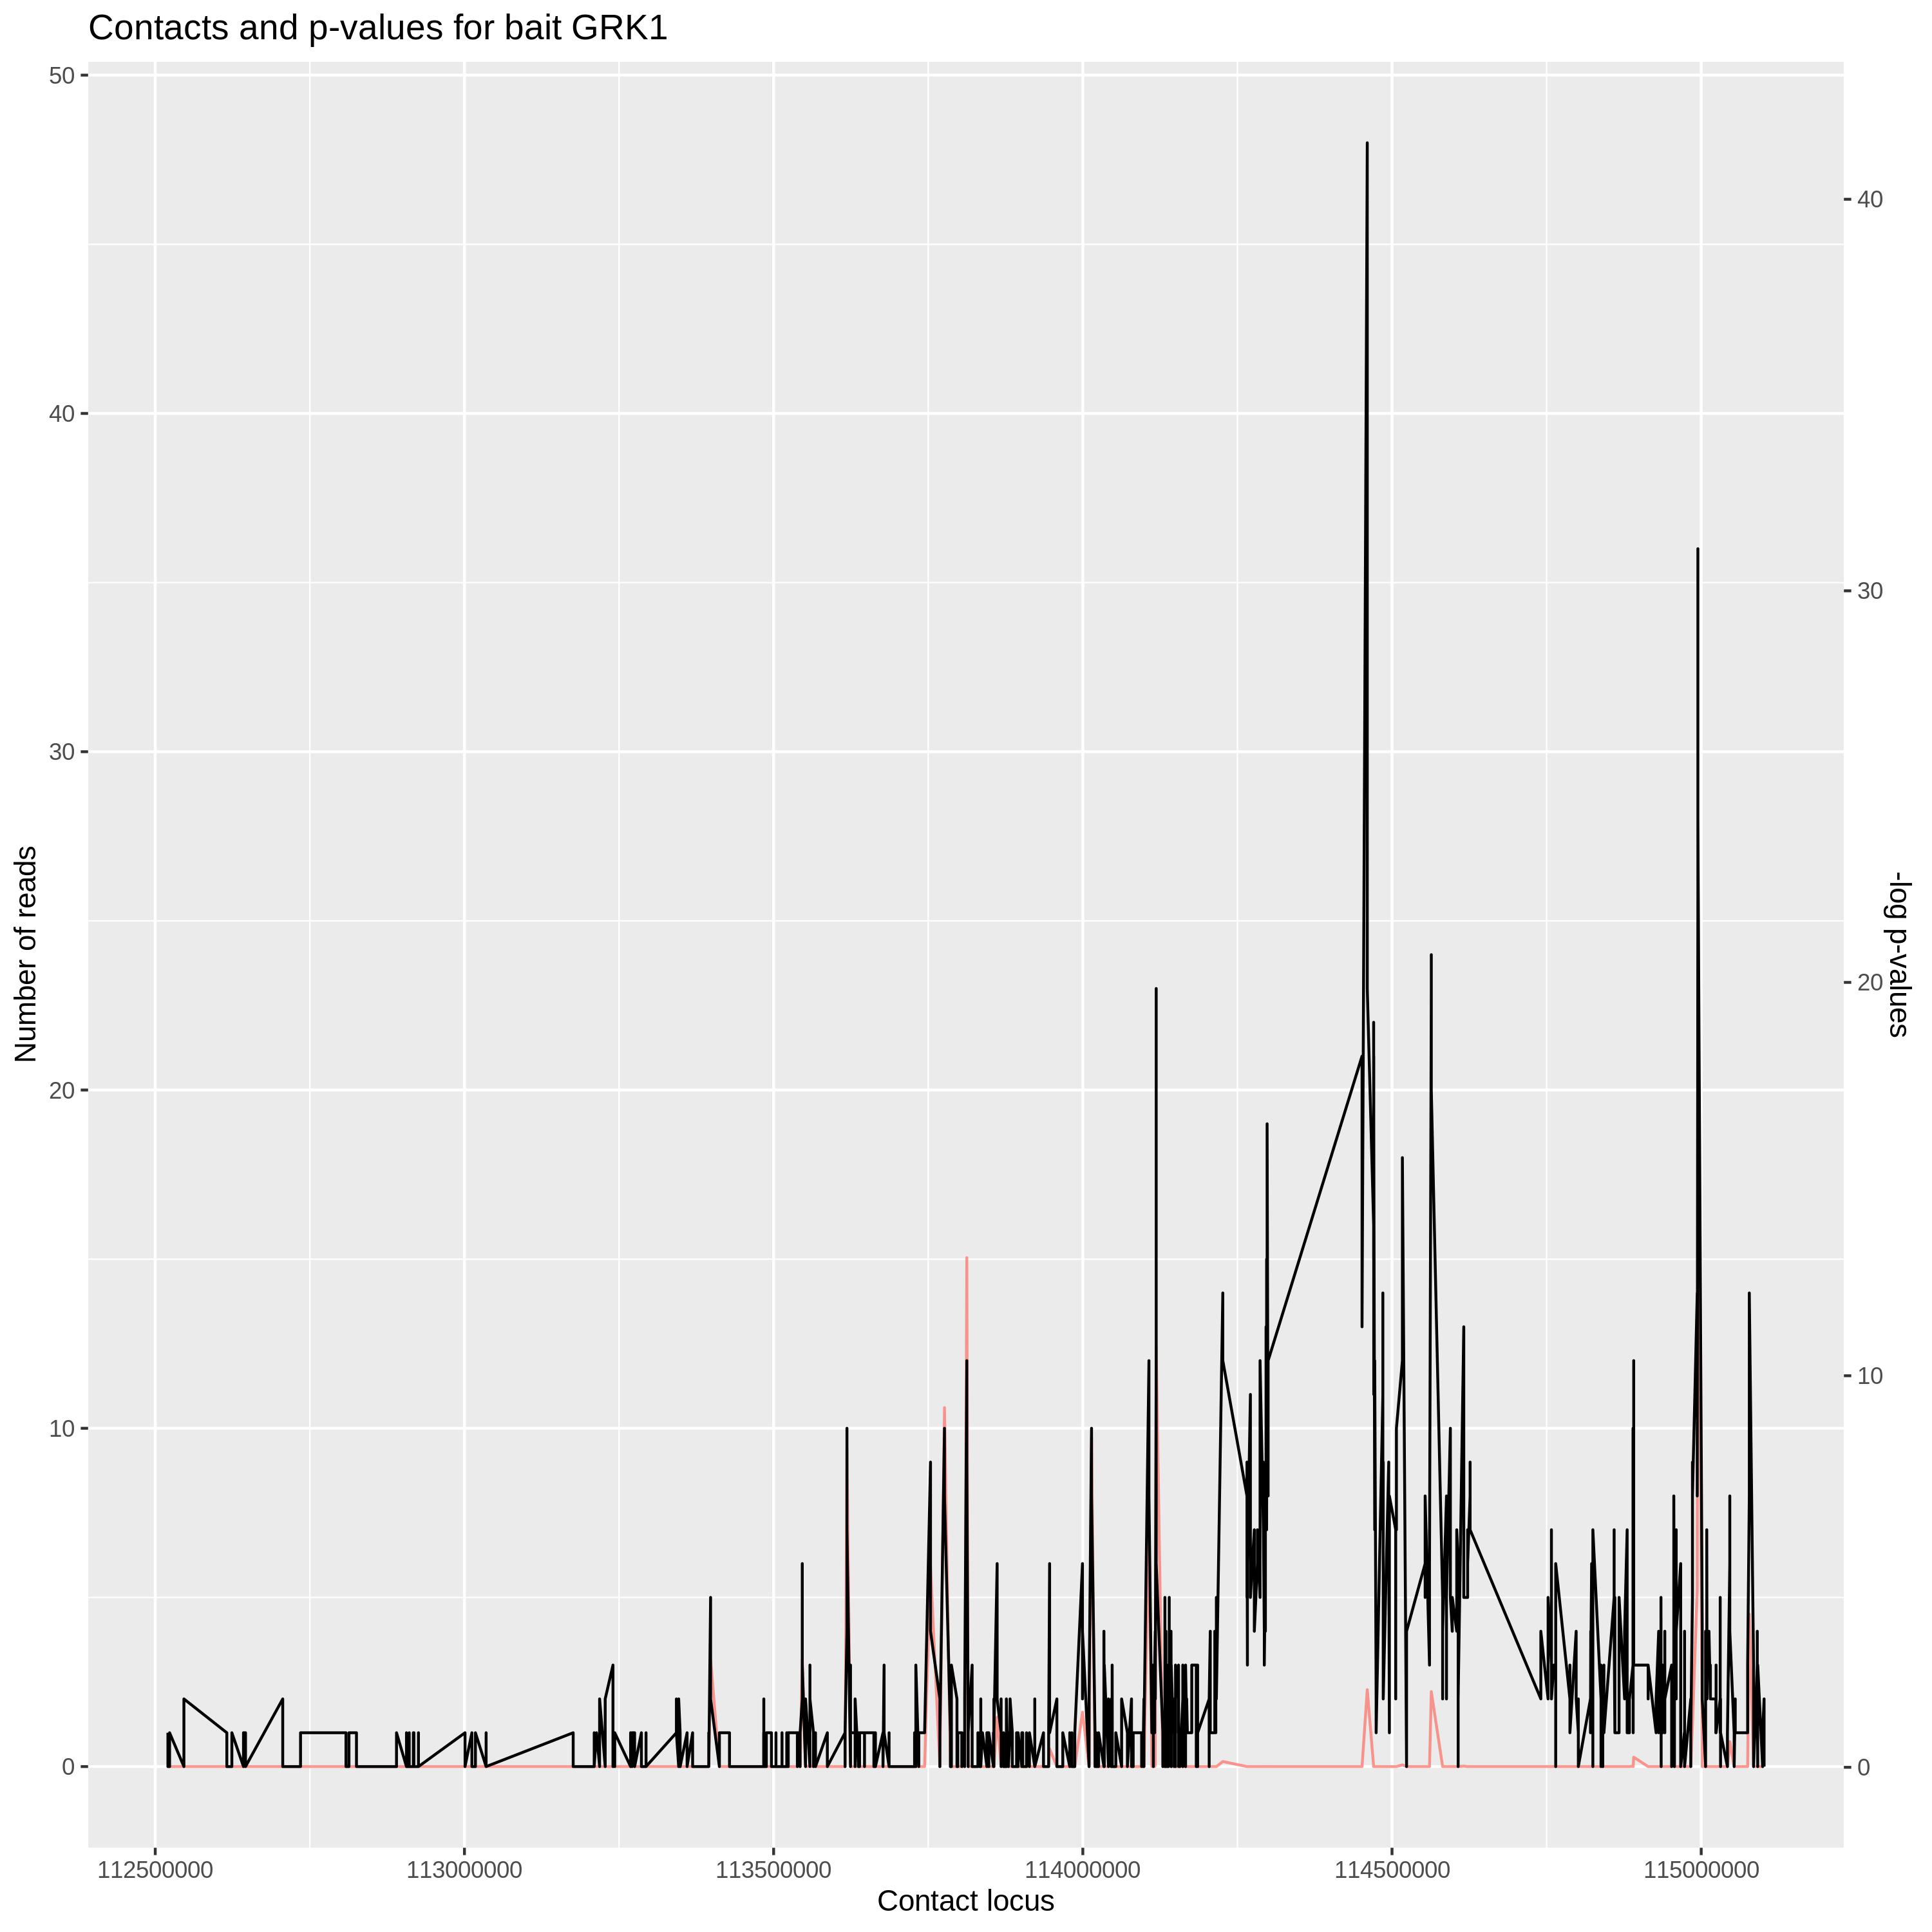 Contacts and p-values for bait GRK1
50
40
30
20
10
0
Number of reads
40
30
20
10
0
-log p-values
112500000 113000000 113500000 114000000 114500000 115000000
Contact locus